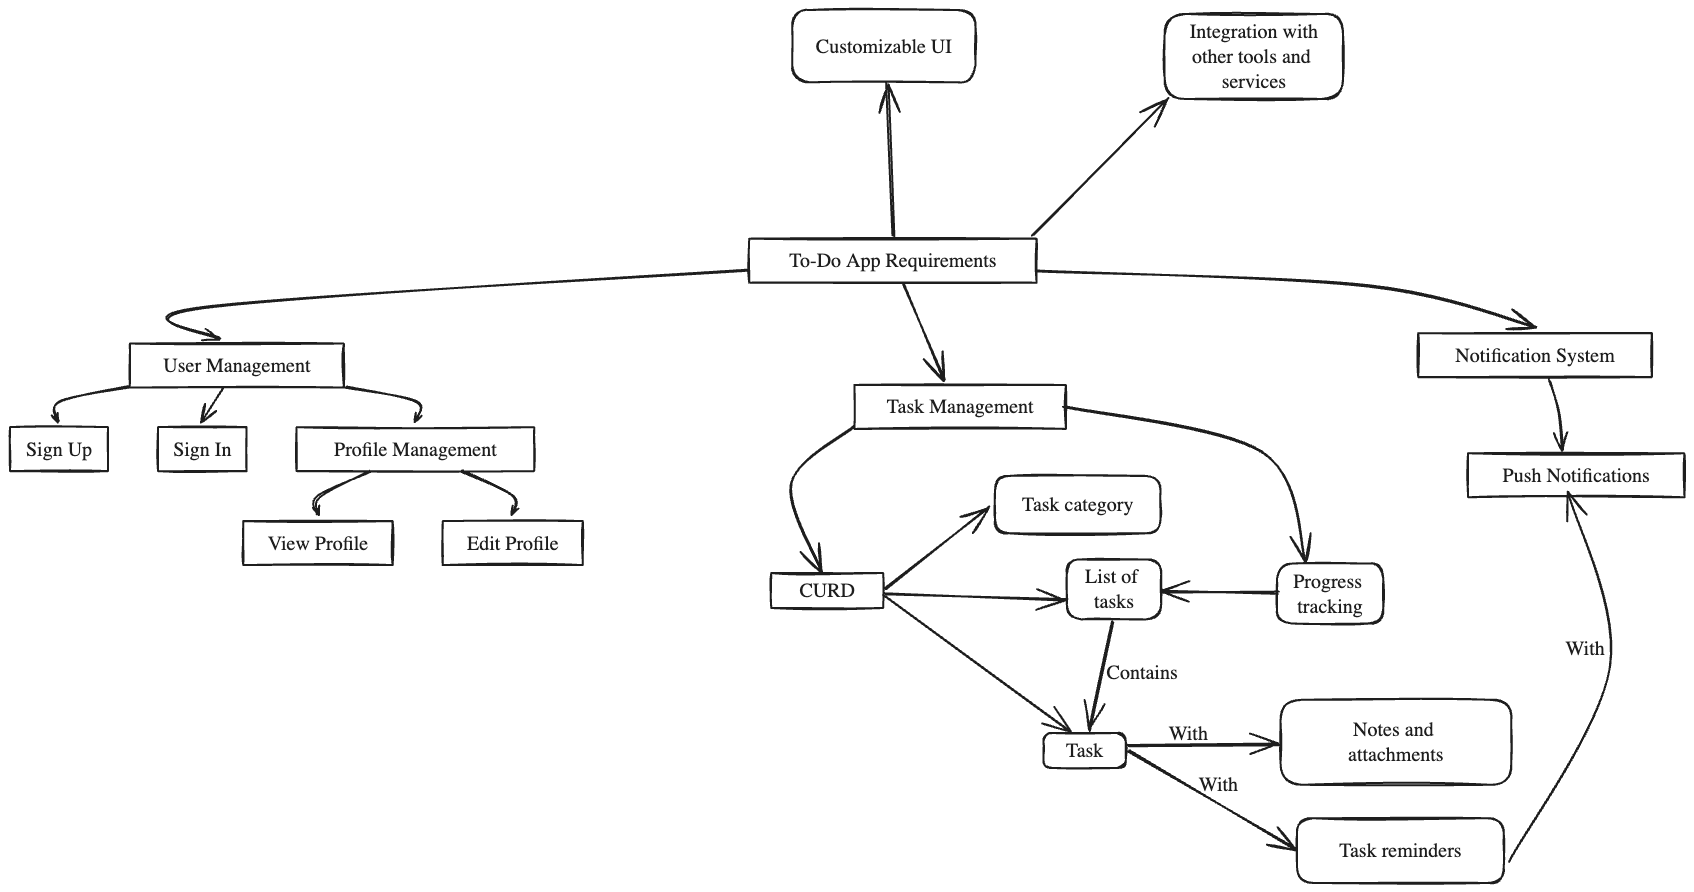 Customizable UI
Integration with
other tools and
services
To-Do App Requirements
User Management
Notification System
Task Management
Sign Up
Sign In
Profile Management
Push Notifications
Task category
View Profile
Edit Profile
CURD
List of
tasks
Progress
tracking
With
Contains
Task
With
Notes and
attachments
With
Task reminders